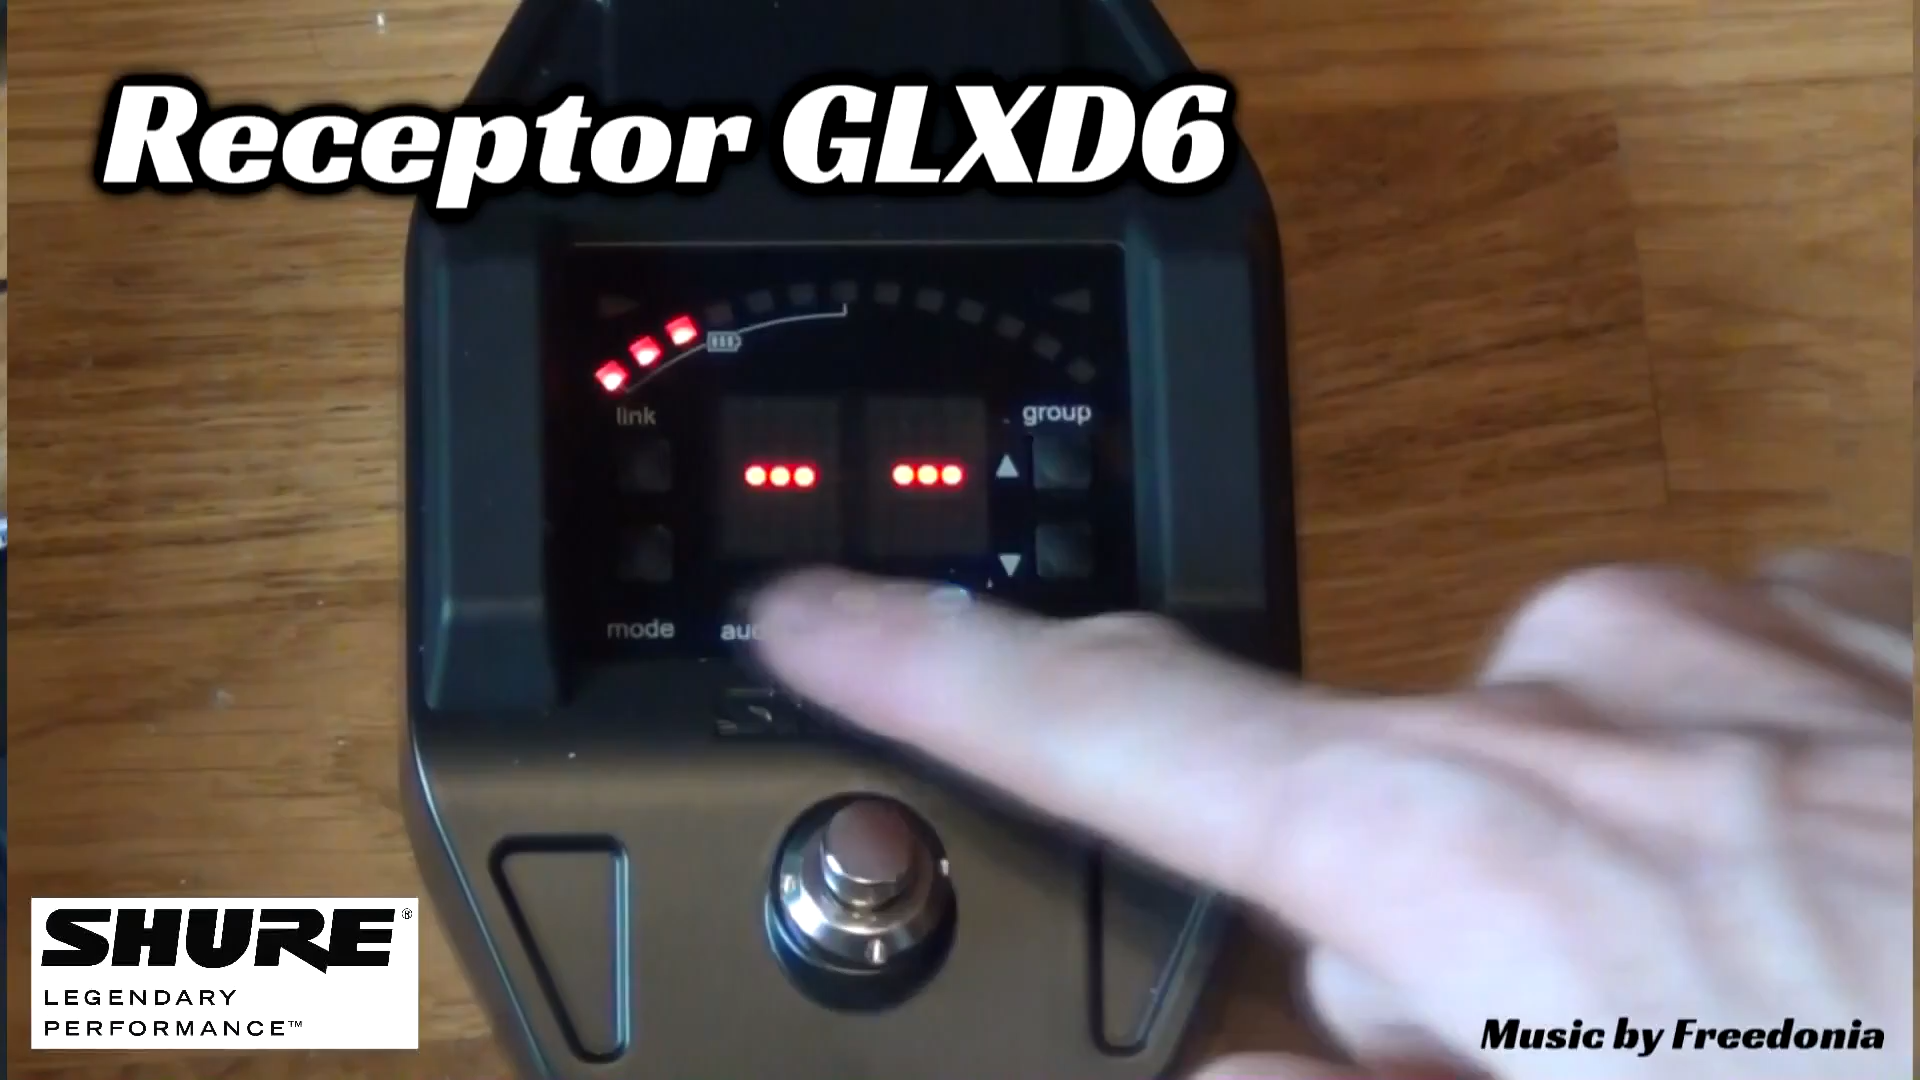 Receptor GLXD6
link
group
mode
SHURE®
LEGENDARY
PERFORMANCE™
Music by Freedonia